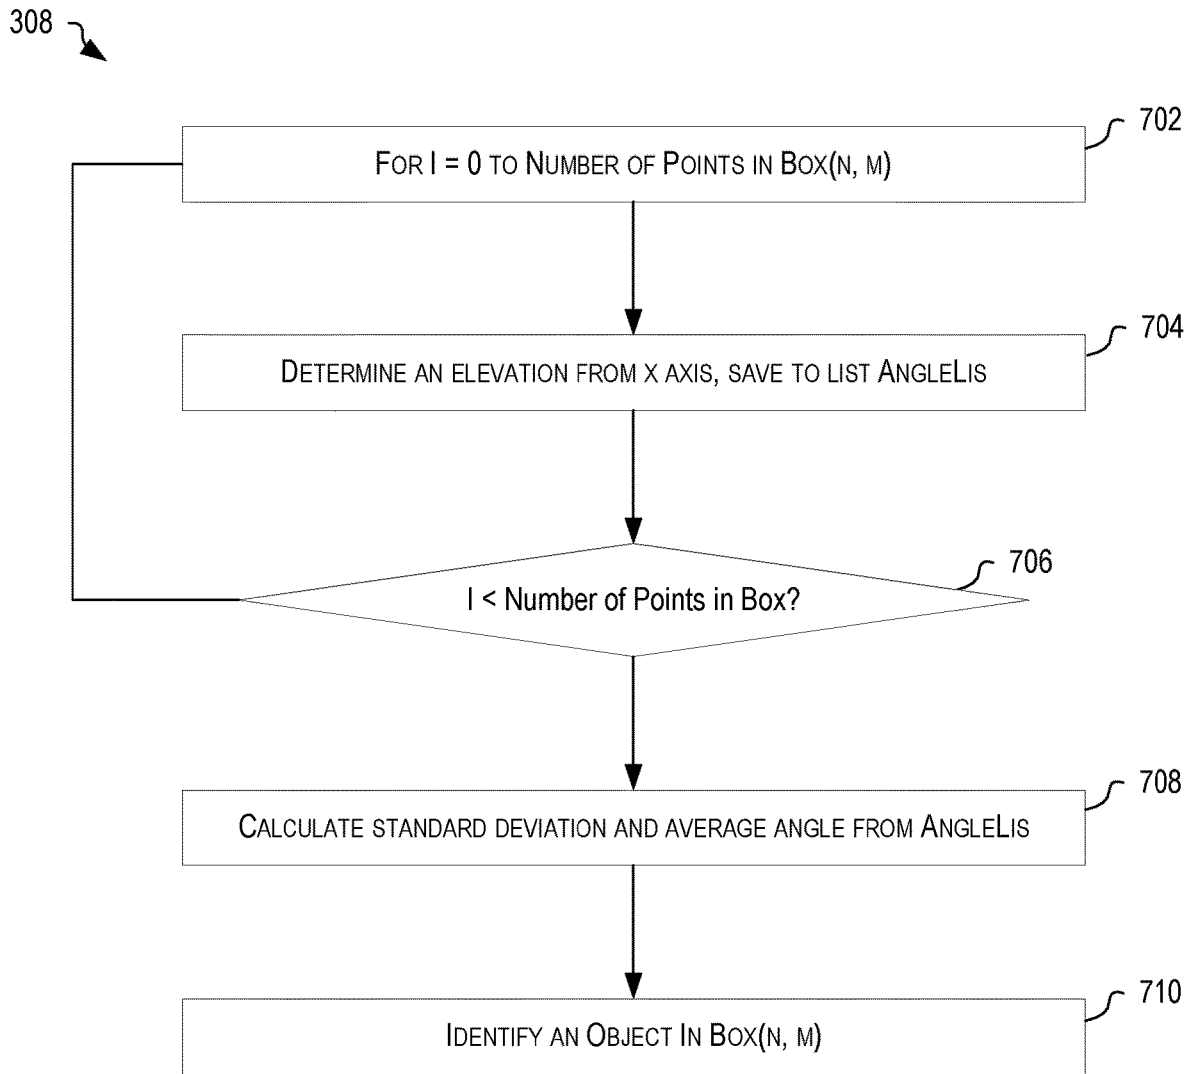 308
702
FOR I = 0 TO NUMBER OF POINTS IN BOX(N, M)
704
DETERMINE AN ELEVATION FROM X AXIS, SAVE TO LIST ANGLELIS
706
I < Number of Points in Box?
708
CALCULATE STANDARD DEVIATION AND AVERAGE ANGLE FROM ANGLELIS
710
IDENTIFY AN OBJECT IN BOX(N, M)